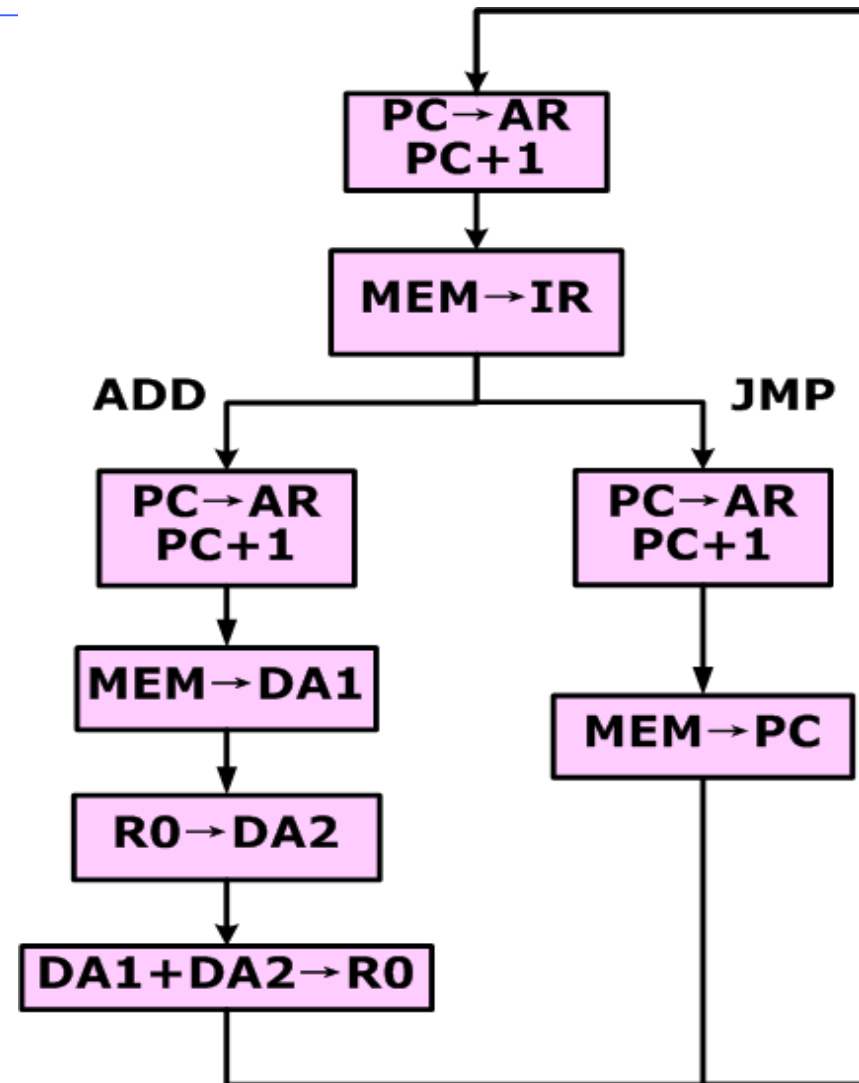 PC→AR
PC+1
MEM→IR
ADD
JMP
PC→AR
PC+1
MEM→DA1
R0→DA2
DA1+DA2→R0
PC→AR
PC+1
MEM→PC